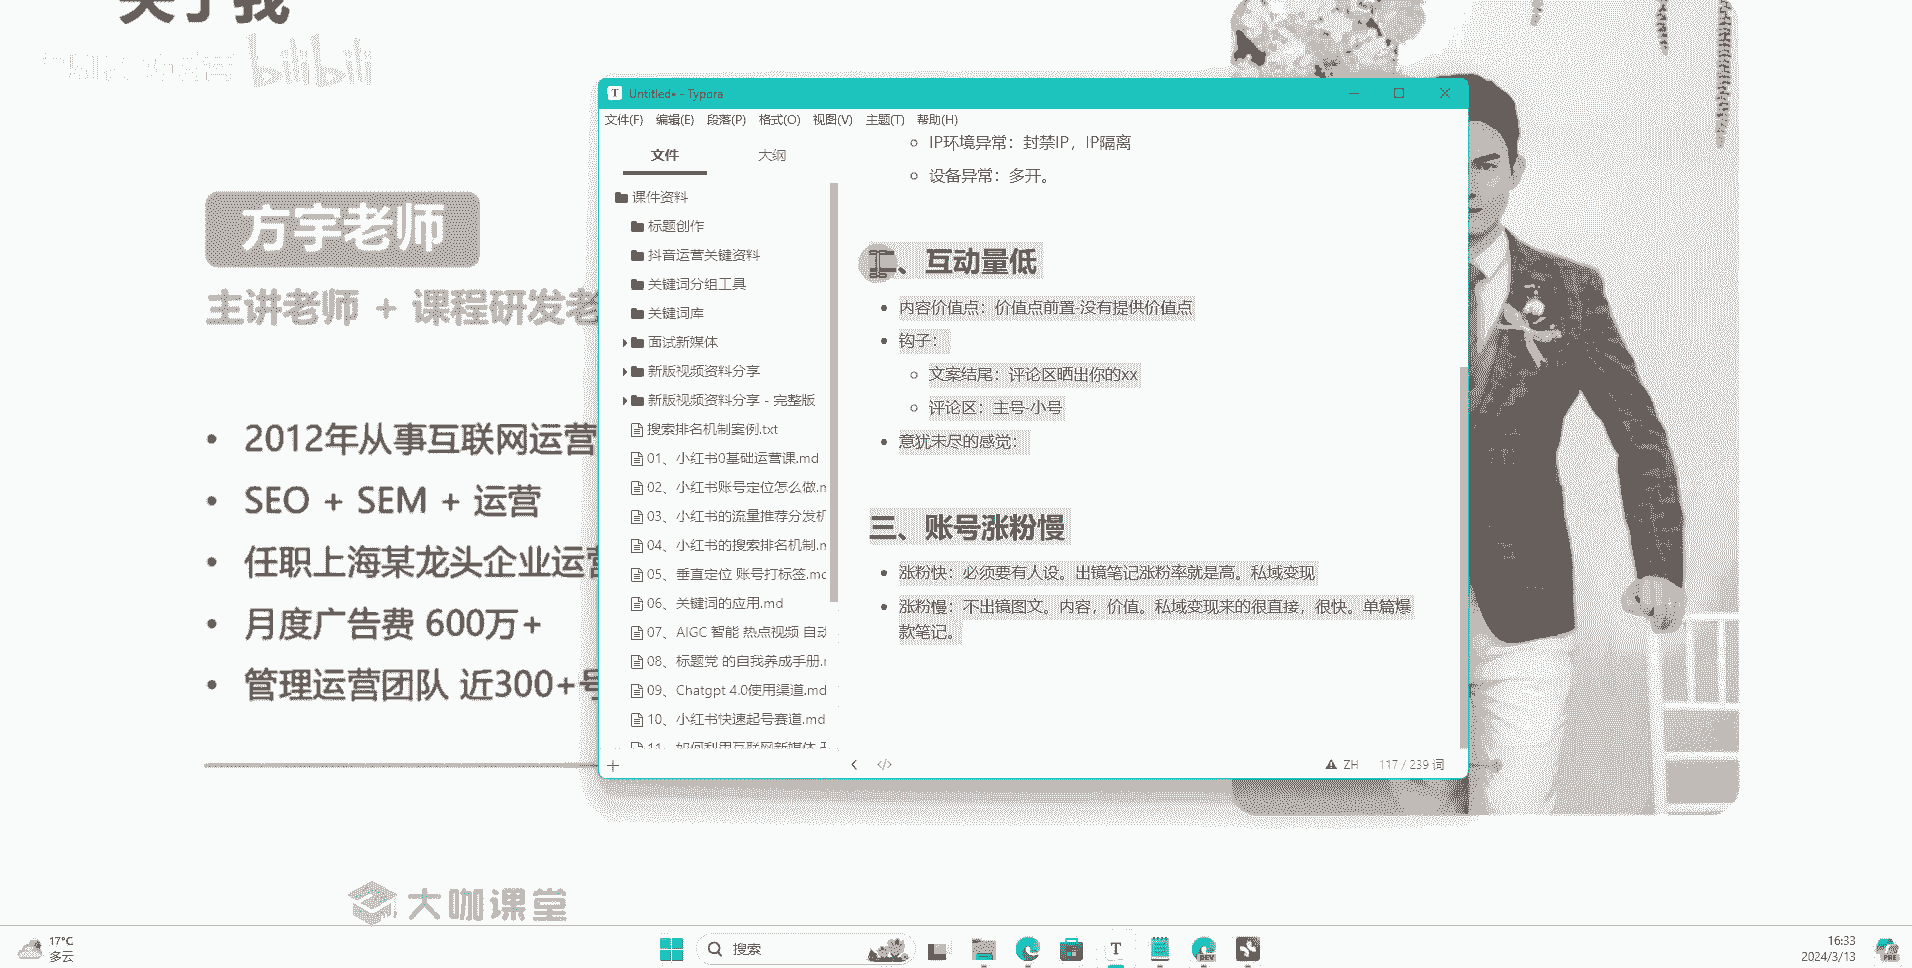 关于我
bilibili
方宇老师
主讲老师 + 课程研发老
2012年从事互联网运营
SEO + SEM + 运营
任职上海某龙头企业运营
月度广告费 600万+
管理运营团队 近300+号
大咖课堂
Untitled• - Typora
文件(F) 编辑(E) 段落(P) 格式(O) 视图(V) 主题(T) 帮助(H)
文件 大纲
课件资料
标题创作
抖音运营关键资料
关键词分组工具
关键词库
面试新媒体
新版视频资料分享
新版视频资料分享 - 完整版
搜索排名机制案例.txt
01、小红书0基础运营课.md
02、小红书账号定位怎么做.m
03、小红书的流量推荐分发机
04、小红书的搜索排名机制.m
05、垂直定位 账号打标签.md
06、关键词的应用.md
07、AIGC 智能 热点视频 自动
08、标题党 的自我养成手册.m
09、Chatgpt 4.0使用渠道.md
10、小红书快速起号赛道.md
11、如何利用互联网新媒体
IP环境异常：封禁IP，IP隔离
设备异常：多开。
二、互动量低
内容价值点：价值点前置-没有提供价值点
钩子：
文案结尾：评论区晒出你的xx
评论区：主号-小号
意犹未尽的感觉：
三、账号涨粉慢
涨粉快：必须要有人设。出镜笔记涨粉率就是高。私域变现
涨粉慢：不出镜图文。内容，价值。私域变现来的很直接，很快。单篇爆
款笔记。
ZH 117 / 239 词
17°C
多云
搜索
DEV
16:33
2024/3/13
PRE